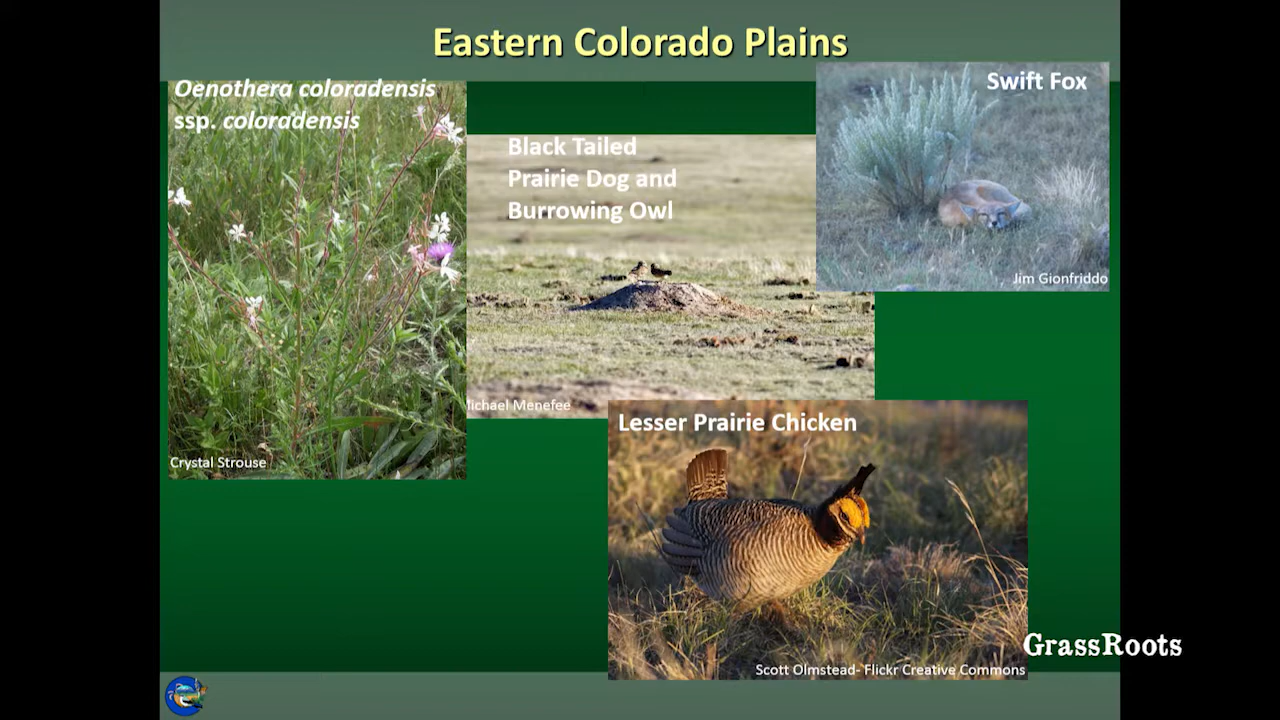 Eastern Colorado Plains
Oenothera coloradensis
ssp. coloradensis
Crystal Strouse
Black Tailed
Prairie Dog and
Burrowing Owl
ichael Menefee
Swift Fox
Jim Gionfriddo
Lesser Prairie Chicken
Scott Olmstead- Flickr Creative Commons
GrassRoots